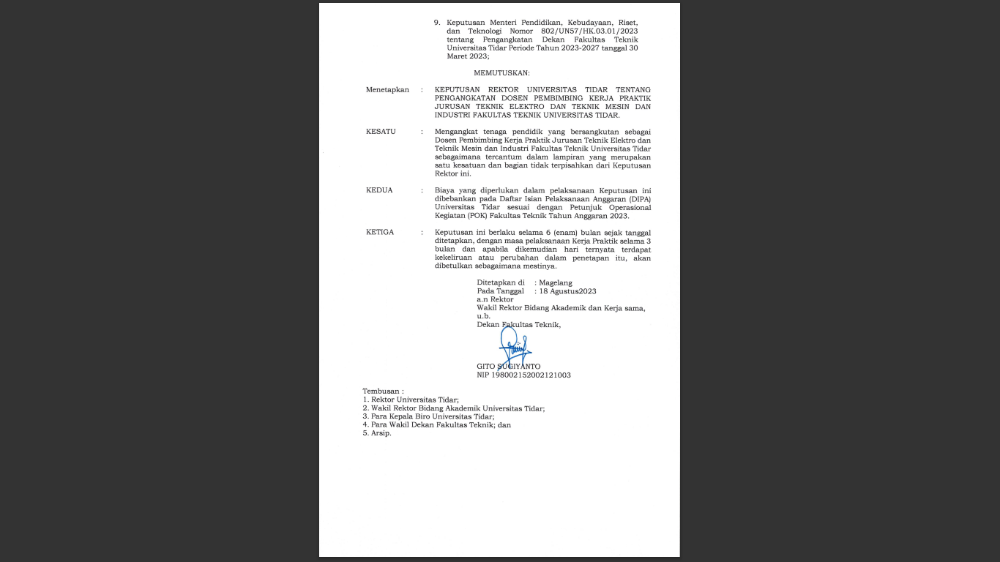 9. Keputusan Menteri Pendidikan, Kebudayaan, Riset,
dan Teknologi Nomor 802/UN57/HK.03.01/2023
tentang Pengangkatan Dekan Fakultas Teknik
Universitas Tidar Periode Tahun 2023-2027 tanggal 30
Maret 2023;
MEMUTUSKAN:
Menetapkan : KEPUTUSAN REKTOR UNIVERSITAS TIDAR TENTANG
PENGANGKATAN DOSEN PEMBIMBING KERJA PRAKTIK
JURUSAN TEKNIK ELEKTRO DAN TEKNIK MESIN DAN
INDUSTRI FAKULTAS TEKNIK UNIVERSITAS TIDAR.
KESATU : Mengangkat tenaga pendidik yang bersangkutan sebagai
Dosen Pembimbing Kerja Praktik Jurusan Teknik Elektro dan
Teknik Mesin dan Industri Fakultas Teknik Universitas Tidar
sebagaimana tercantum dalam lampiran yang merupakan
satu kesatuan dan bagian tidak terpisahkan dari Keputusan
Rektor ini.
KEDUA : Biaya yang diperlukan dalam pelaksanaan Keputusan ini
dibebankan pada Daftar Isian Pelaksanaan Anggaran (DIPA)
Universitas Tidar sesuai dengan Petunjuk Operasional
Kegiatan (POK) Fakultas Teknik Tahun Anggaran 2023.
KETIGA : Keputusan ini berlaku selama 6 (enam) bulan sejak tanggal
ditetapkan, dengan masa pelaksanaan Kerja Praktik selama 3
bulan dan apabila dikemudian hari ternyata terdapat
kekeliruan atau perubahan dalam penetapan itu, akan
dibetulkan sebagaimana mestinya.
Ditetapkan di : Magelang
Pada Tanggal : 18 Agustus2023
a.n Rektor
Wakil Rektor Bidang Akademik dan Kerja sama,
u.b.
Dekan Fakultas Teknik,
GITO SUGIYANTO
NIP 198002152002121003
Tembusan :
1. Rektor Universitas Tidar;
2. Wakil Rektor Bidang Akademik Universitas Tidar;
3. Para Kepala Biro Universitas Tidar;
4. Para Wakil Dekan Fakultas Teknik; dan
5. Arsip.